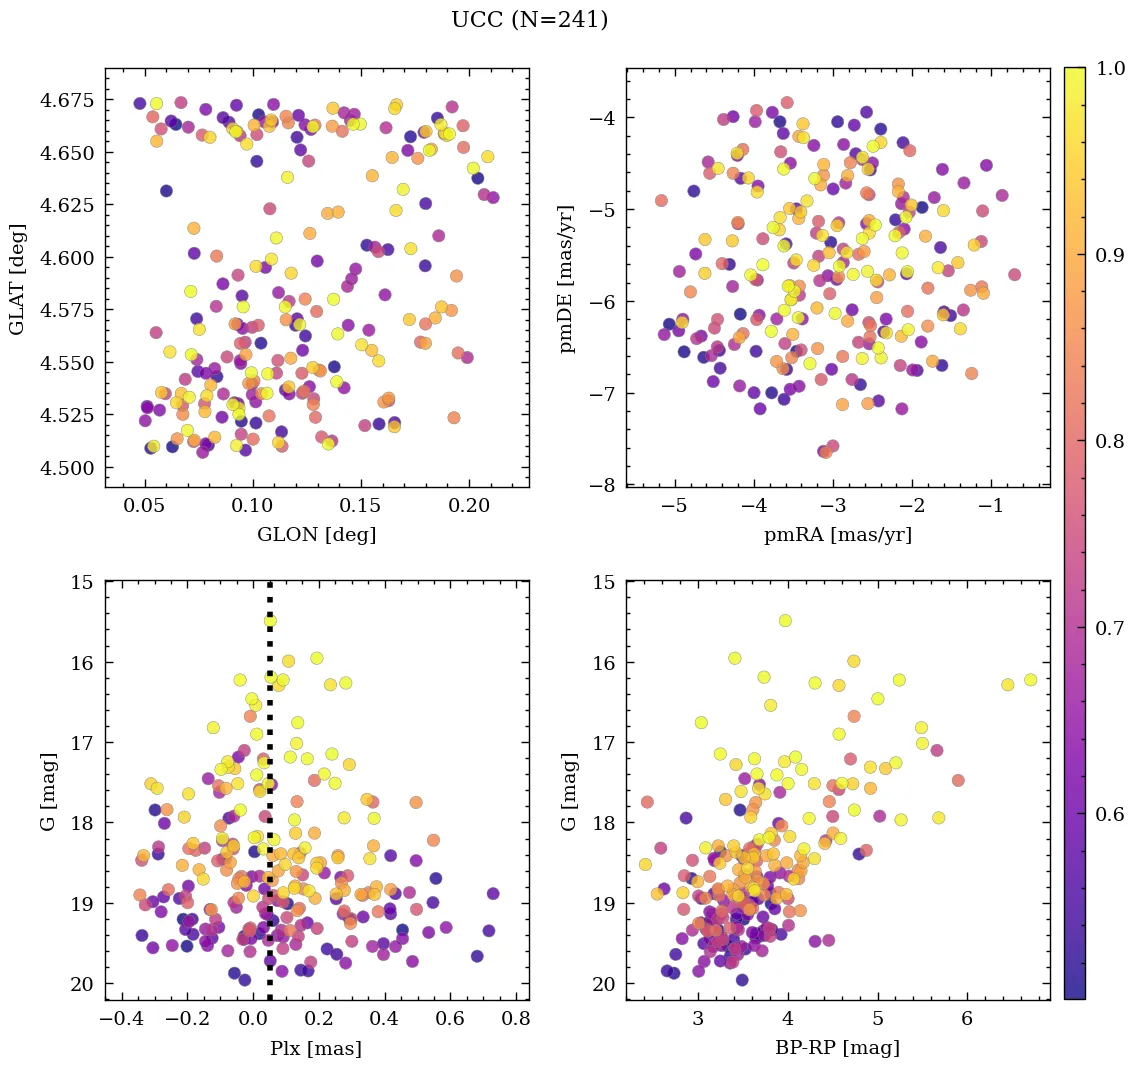 UCC (N=241)
4.675
4.650
4.625
4.600
4.575
4.550
4.525
4.500
GLAT [deg]
0.05 0.10 0.15 0.20
GLON [deg]
−4
−5
−6
−7
−8
pmDE [mas/yr]
−5 −4 −3 −2 −1
pmRA [mas/yr]
1.0
0.9
0.8
0.7
0.6
15
16
17
18
19
20
G [mag]
−0.4 −0.2 0.0 0.2 0.4 0.6 0.8
Plx [mas]
15
16
17
18
19
20
G [mag]
3 4 5 6
BP-RP [mag]